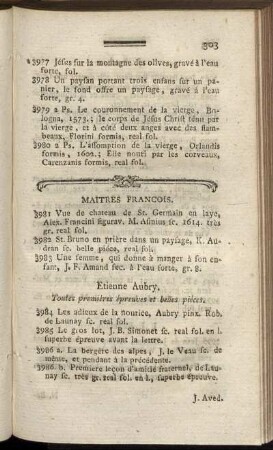 303
3977 Jésus sur la montagne des olives, gravé à l'eau
forte, fol.
3978 Un paysan portant trois enfans sur un pa-
nier, le fond offre un paysage, gravé à l'eau
forte, gr. 4.
3979 a Ps. Le couronnement de la vierge, Bo-
logna, 1573.; le corps de Jésus Christ tenu par
la vierge, et à côté deux anges avec des flam-
beaux, Florini formis, real fol.
3980 a Ps. L'assomption de la vierge, Orlandis
formis, 1602.; Elie nourri par les corveaux,
Carenzanis formis, real fol.
MAITRES FRANCOIS.
3981 Vue de chateau de St. Germain en laye,
Alex. Francini figurav. M. Asinius sc. 1614. très
gr. real fol.
3982 St. Bruno en prière dans un paysage, K. Au-
dran sc. belle pièce, real fol.
3983 Une femme, qui donne à manger à son en-
fant, J. F. Amand fec. à l'eau forte, gr. 8.
Etienne Aubry,
Toutes premières épreuves et belles pièces.
3984 Les adieux de la nourice, Aubry pinx. Rob.
de Launay sc. real fol. en l.
3985 Le gros lot, J. B. Simonet sc. real fol. en l.
superbe épreuve avant la lettre.
3986 a. La bergère des alpes, J. le Veau sc. de
même, et pendant à la précédente.
3986. b. Première leçon d'amitié fraternel, de Lau-
nay sc. très gr. real fol. en l., superbe épreuve.
J. Aved.